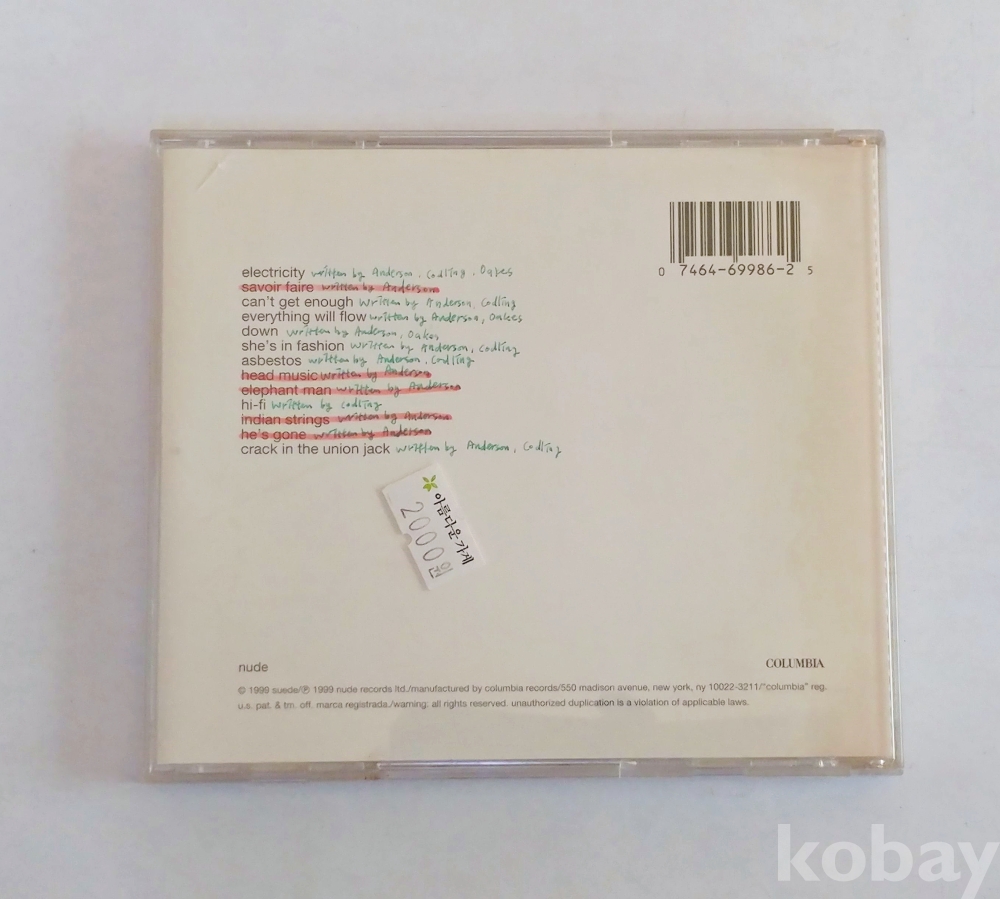 0 7464-69986-2 5
electricity written by Anderson, Codling, Oakes
savoir faire written by Anderson
can't get enough written by Anderson, Codling
everything will flow written by Anderson, Oakes
down written by Anderson, Oakes
she's in fashion written by Anderson, Codling
asbestos written by Anderson, Codling
head music written by Anderson
elephant man written by Anderson
hi-fi written by Codling
indian strings written by Anderson
he's gone written by Anderson
crack in the union jack written by Anderson, Codling
아름다운가게
2000원
nude
COLUMBIA
© 1999 suede/℗ 1999 nude records ltd./manufactured by columbia records/550 madison avenue, new york, ny 10022-3211/"columbia" reg.
u.s. pat. & tm. off. marca registrada./warning: all rights reserved. unauthorized duplication is a violation of applicable laws.
kobay